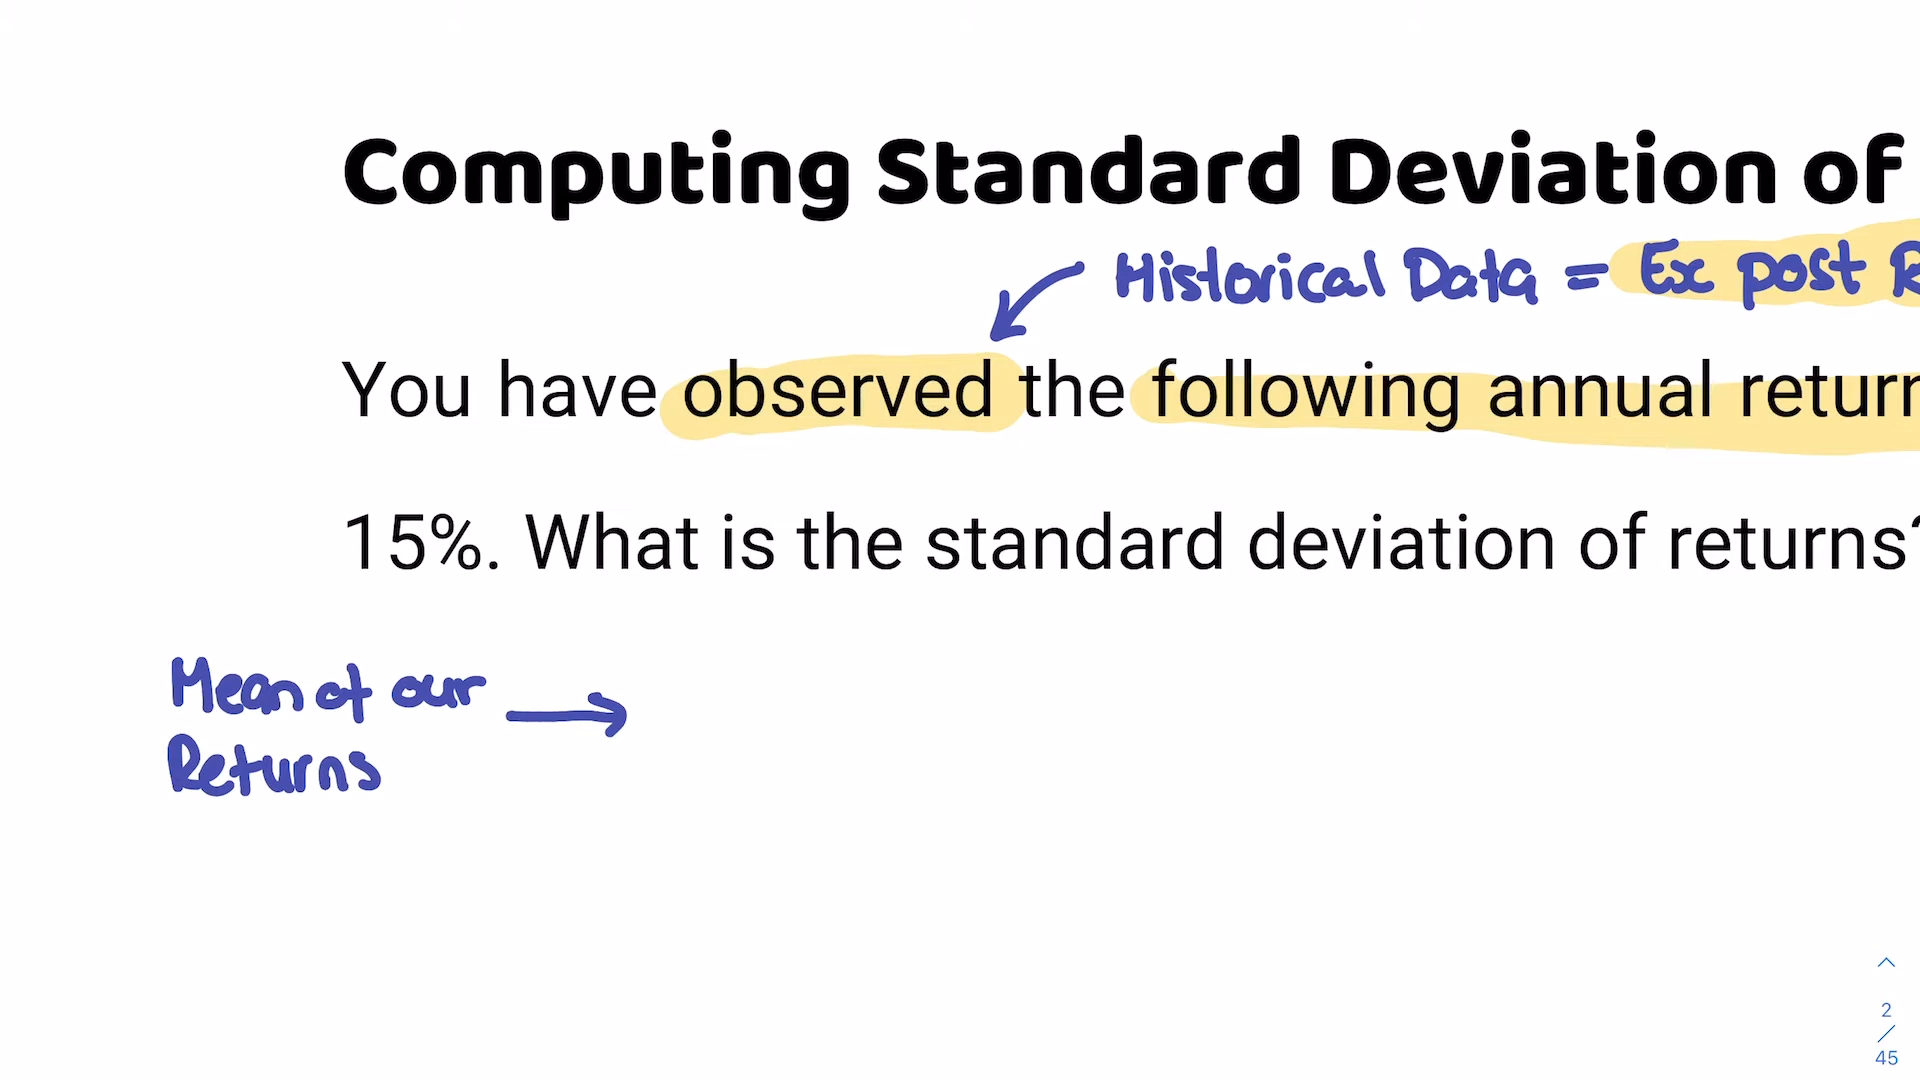 Computing Standard Deviation of
Historical Data = Ex post R
You have observed the following annual return
15%. What is the standard deviation of returns?
Mean of our
Returns
2
/
45